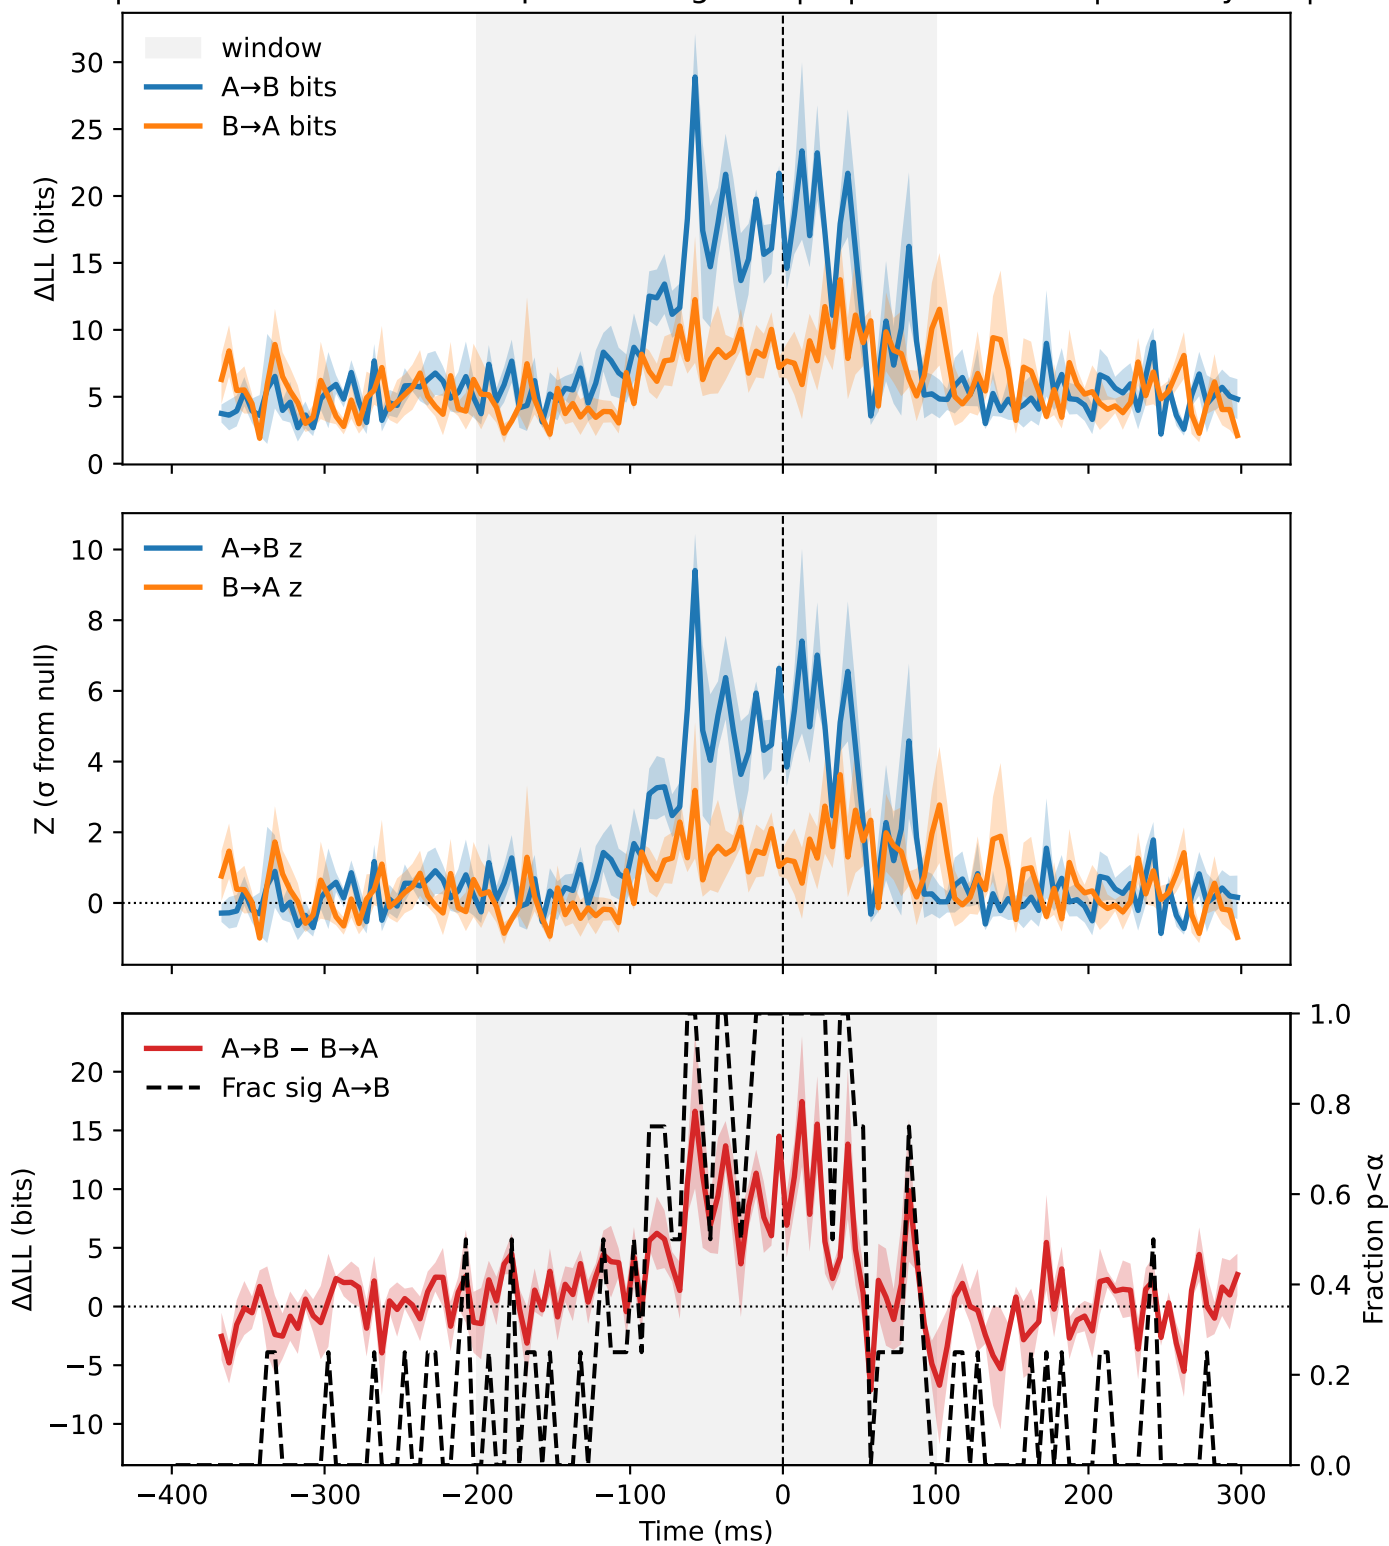 30
25
20
15
10
5
0
ΔLL (bits)
window
A→B bits
B→A bits
10
8
6
4
2
0
Z (σ from null)
A→B z
B→A z
20
15
10
5
0
−5
−10
ΔΔLL (bits)
A→B − B→A
Frac sig A→B
1.0
0.8
0.6
0.4
0.2
0.0
Fraction p<α
−400
−300
−200
−100
0
100
200
300
Time (ms)